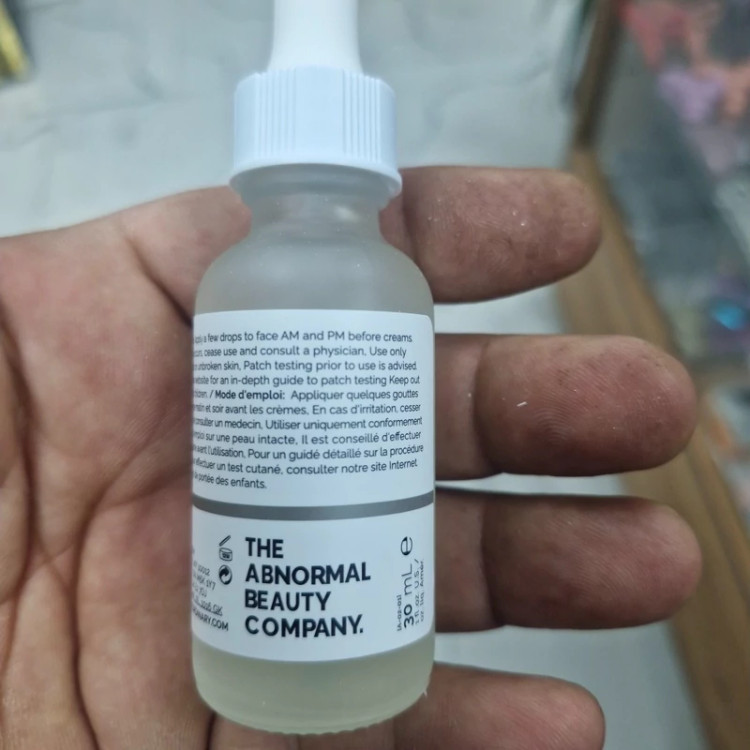 a few drops to face AM and PM before creams.
cease use and consult a physician. Use only
unbroken skin. Patch testing prior to use is advised.
website for an in-depth guide to patch testing Keep out
/ Mode d'emploi: Appliquer quelques gouttes
et soir avant les crèmes. En cas d'irritation, cesser
consulter un medecin. Utiliser uniquement conformement
sur une peau intacte. Il est conseillé d'effectuer
l'utilisation. Pour un guidé détaillé sur la procédure
effectuer un test cutané, consulter notre site Internet
portée des enfants.
THE
ABNORMAL
BEAUTY
COMPANY.
30 mL e